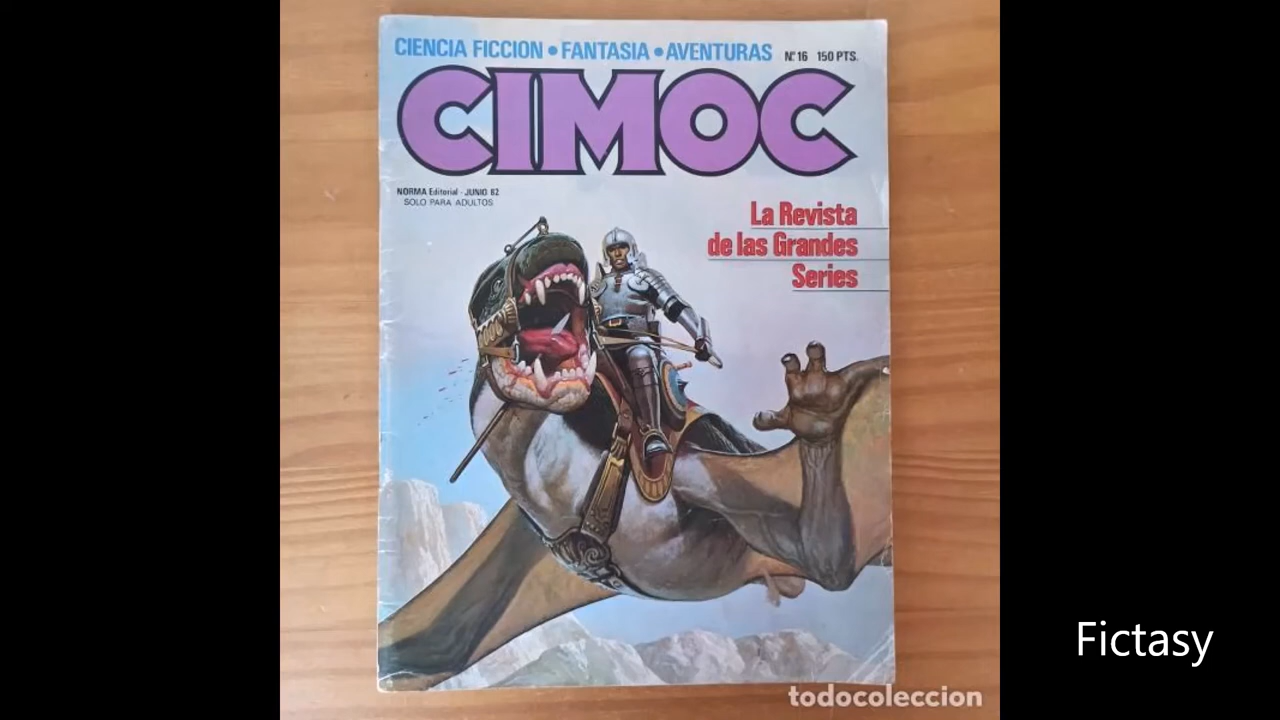 CIENCIA FICCION • FANTASIA • AVENTURAS Nº 16 150 PTS.
CIMOC
NORMA Editorial - JUNIO 82
SOLO PARA ADULTOS
La Revista
de las Grandes
Series
Fictasy
todocoleccion